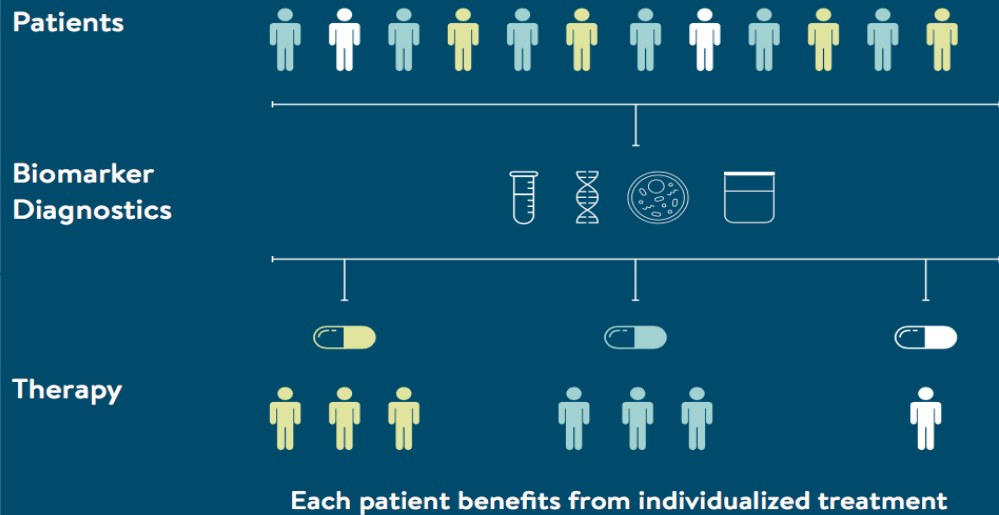 Patients
Biomarker
Diagnostics
Therapy
Each patient benefits from individualized treatment